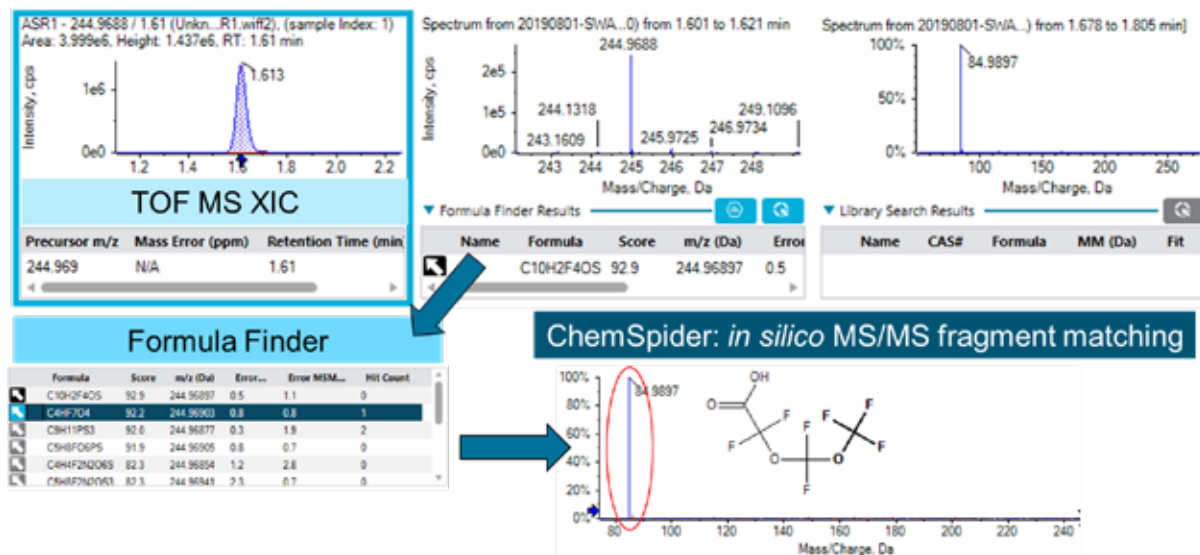 ASR1 - 244.9688 / 1.61 (Unkn...R1.wiff2), (sample Index: 1)
Area: 3.999e6, Height: 1.437e6, RT: 1.61 min
1.613
Intensity, cps
1e6
0e0
1.2 1.4 1.6 1.8 2.0 2.2
TOF MS XIC
Precursor m/z Mass Error (ppm) Retention Time (min
244.969 N/A 1.61
Spectrum from 20190801-SWA...0) from 1.601 to 1.621 min
244.9688
Intensity, cps
2e5
1e5
0e0
244.1318
243.1609
245.9725
246.9734
249.1096
243 244 245 246 247 248
Mass/Charge, Da
Formula Finder Results
Name Formula Score m/z (Da) Error
C10H2F4OS 92.9 244.96897 0.5
Spectrum from 20190801-SWA...) from 1.678 to 1.805 min]
100%
50%
0%
84.9897
100 150 200 250
Mass/Charge, Da
Library Search Results
Name CAS# Formula MM (Da) Fit
Formula Finder
Formula Score m/z (Da) Error... Error MSM... Hit Count
C10H2F4OS 92.9 244.96897 0.5 1.1 0
C4HF7O4 92.2 244.96903 0.8 0.8 1
C9H11PS3 92.0 244.96877 0.3 1.9 2
C5H8FO6PS 91.9 244.96905 0.8 0.7 0
C4H4F2N2O6S 82.3 244.96854 1.2 2.8 0
C5H8F2N2OS3 82.3 244.96941 2.3 0.7 0
ChemSpider: in silico MS/MS fragment matching
100%
80%
60%
40%
20%
0%
84.9897
OH
O
F
F
O
F
F
O
F
F
F
80 100 120 140 160 180 200 220 240
Mass/Charge, Da